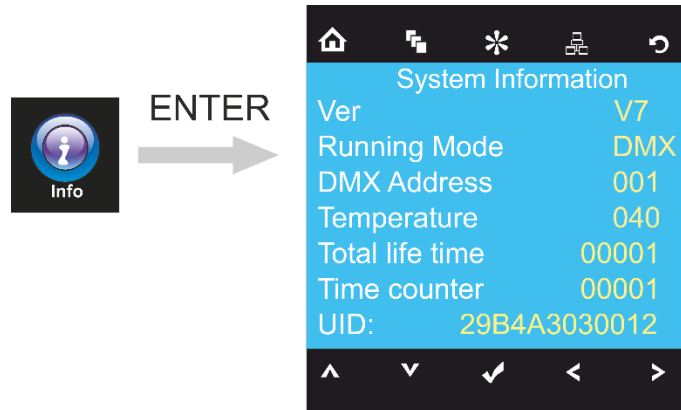 ENTER
Info
System Information
Ver V7
Running Mode DMX
DMX Address 001
Temperature 040
Total life time 00001
Time counter 00001
UID: 29B4A3030012